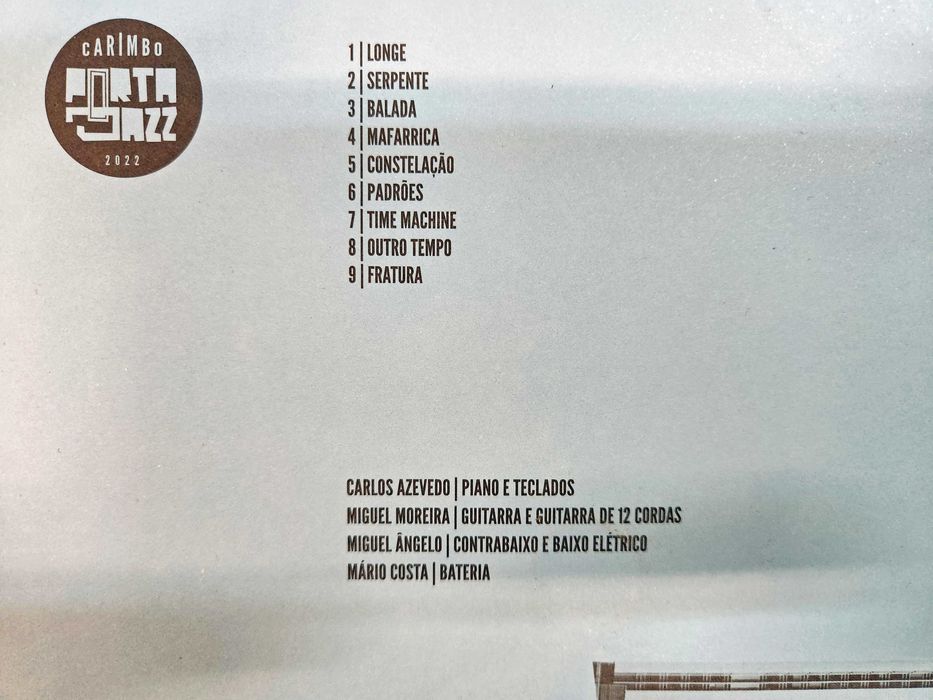 CARIMBO
PORTA
JAZZ
2022
1 | LONGE
2 | SERPENTE
3 | BALADA
4 | MAFARRICA
5 | CONSTELAÇÃO
6 | PADRÕES
7 | TIME MACHINE
8 | OUTRO TEMPO
9 | FRATURA
CARLOS AZEVEDO | PIANO E TECLADOS
MIGUEL MOREIRA | GUITARRA E GUITARRA DE 12 CORDAS
MIGUEL ÂNGELO | CONTRABAIXO E BAIXO ELÉTRICO
MÁRIO COSTA | BATERIA